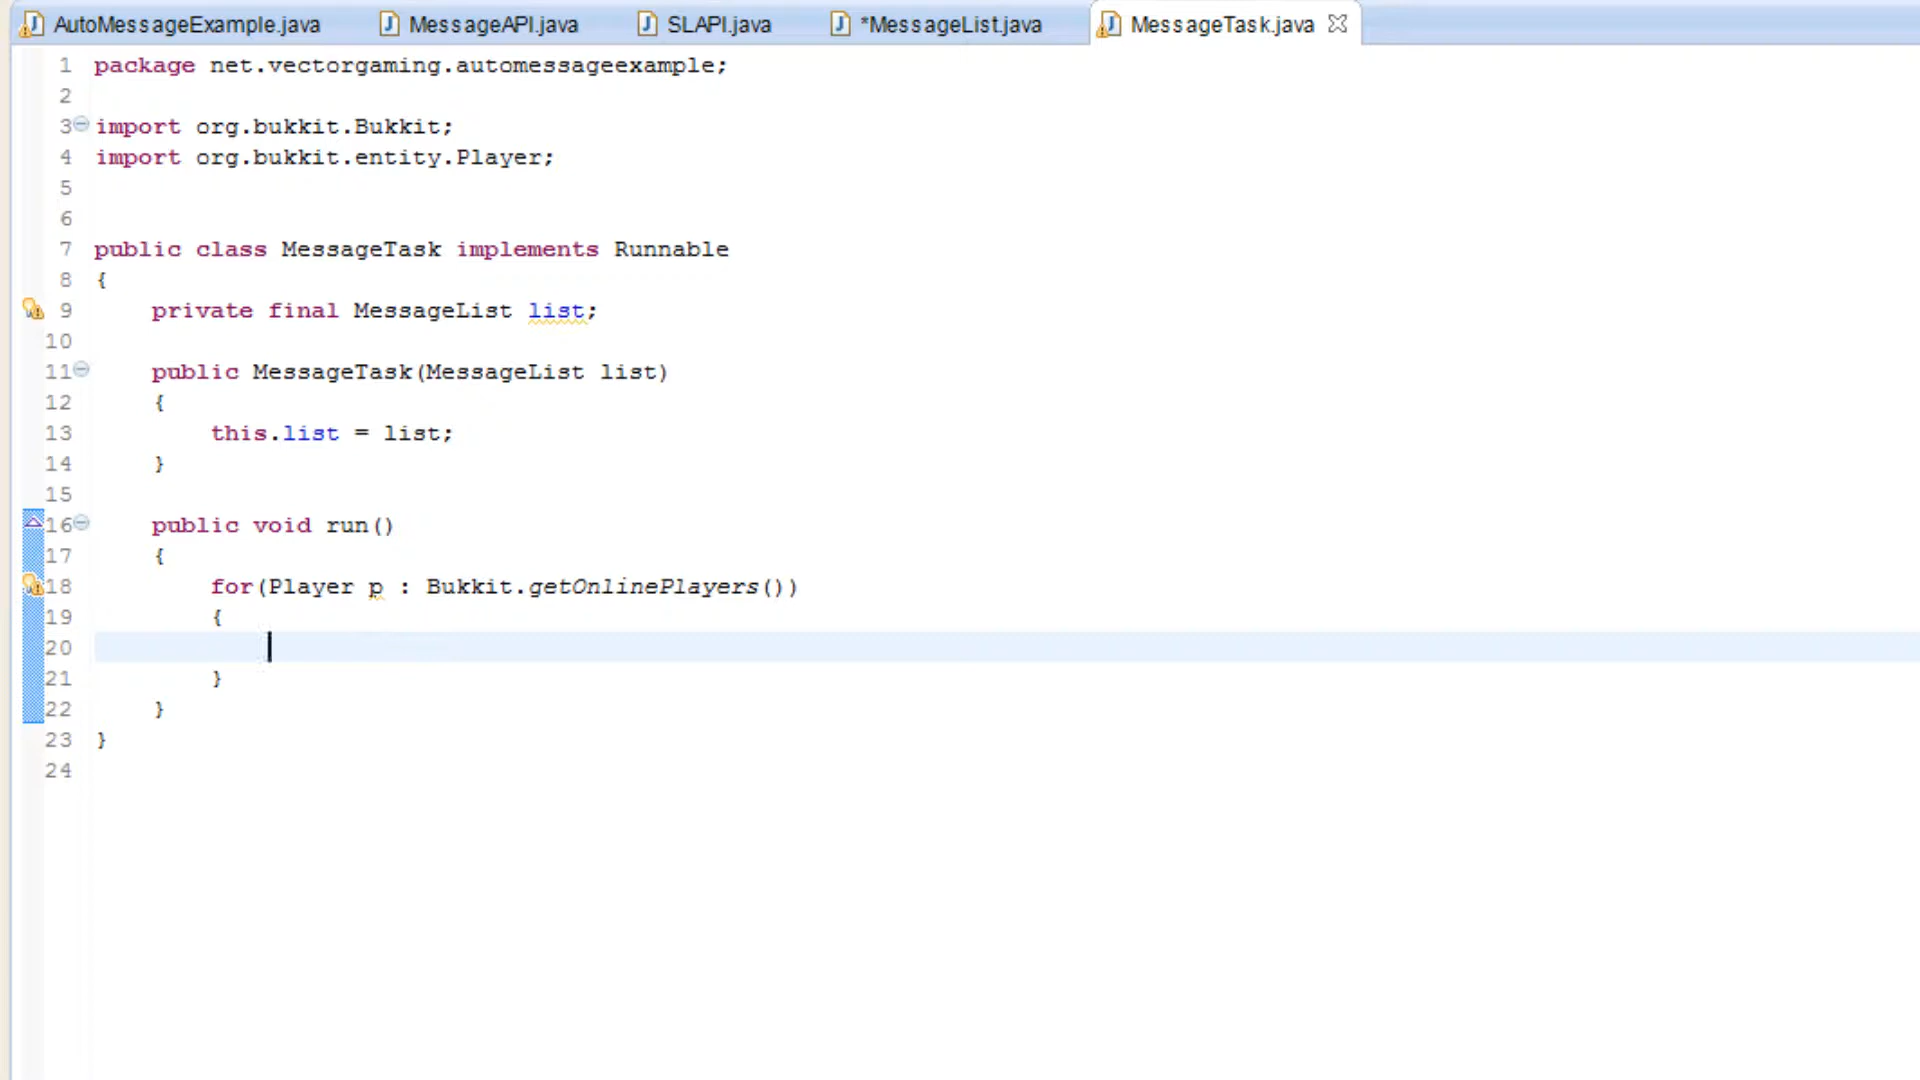 AutoMessageExample.java MessageAPI.java SLAPI.java *MessageList.java MessageTask.java
1 package net.vectorgaming.automessageexample;
2
3 import org.bukkit.Bukkit;
4 import org.bukkit.entity.Player;
5
6
7 public class MessageTask implements Runnable
8 {
9 private final MessageList list;
10
11 public MessageTask(MessageList list)
12 {
13 this.list = list;
14 }
15
16 public void run()
17 {
18 for(Player p : Bukkit.getOnlinePlayers())
19 {
20
21 }
22 }
23 }
24